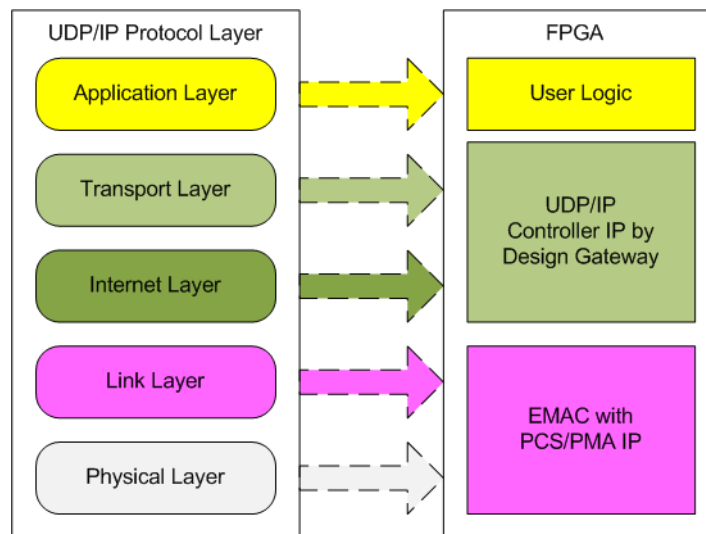 UDP/IP Protocol Layer
Application Layer
Transport Layer
Internet Layer
Link Layer
Physical Layer
FPGA
User Logic
UDP/IP
Controller IP by
Design Gateway
EMAC with
PCS/PMA IP